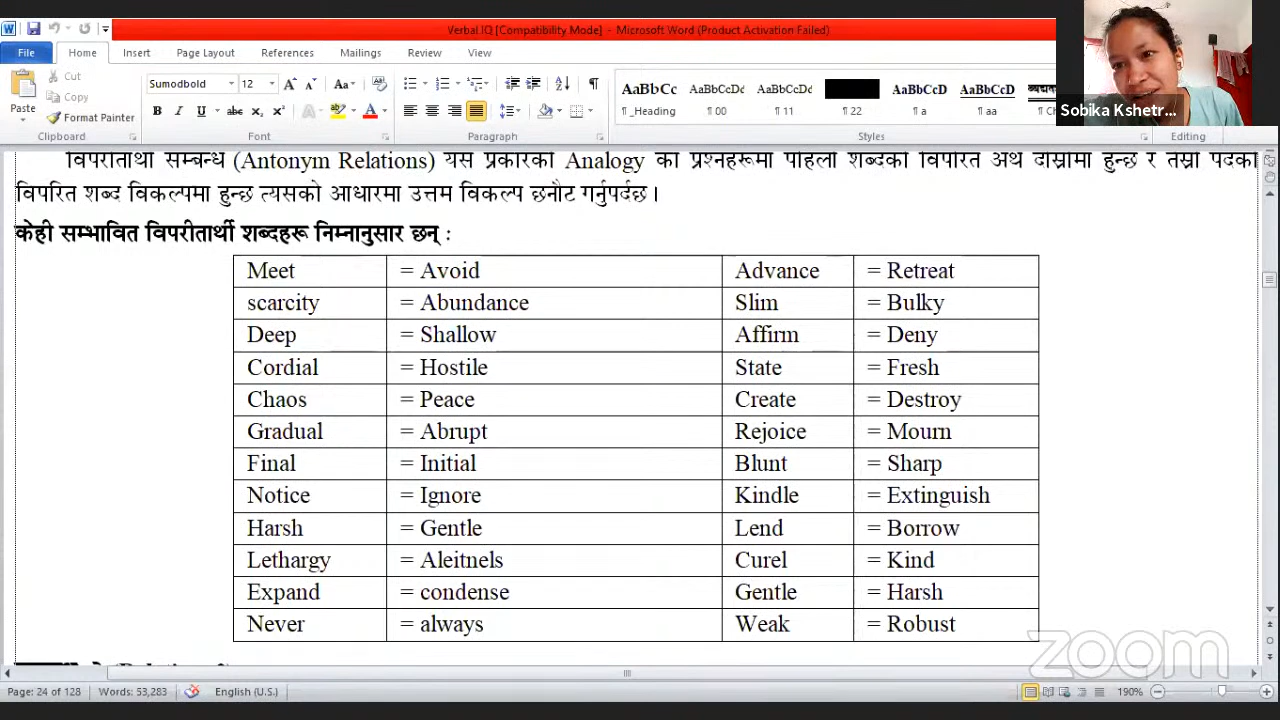 Verbal IQ [Compatibility Mode] - Microsoft Word (Product Activation Failed)
File Home Insert Page Layout References Mailings Review View
Cut
Copy
Paste
Format Painter
Sumodbold 12
AaBbCc AaBbCcDc AaBbCcDc AaBbCcD AaBbCcD
¶ _Heading ¶ 11 ¶ 22 ¶ a ¶ aa
Clipboard Font Paragraph Styles Editing
Sobika Kshetr...
विपरीतार्थी सम्बन्ध (Antonym Relations) यस प्रकारको Analogy का प्रश्नहरूमा पहिलो शब्दको विपरित अर्थ दोस्रोमा हुन्छ र तेस्रो पदको
विपरित शब्द विकल्पमा हुन्छ त्यसको आधारमा उत्तम विकल्प छनौट गर्नुपर्दछ ।
केही सम्भावित विपरीतार्थी शब्दहरू निम्नानुसार छन् :
Meet = Avoid Advance = Retreat
scarcity = Abundance Slim = Bulky
Deep = Shallow Affirm = Deny
Cordial = Hostile State = Fresh
Chaos = Peace Create = Destroy
Gradual = Abrupt Rejoice = Mourn
Final = Initial Blunt = Sharp
Notice = Ignore Kindle = Extinguish
Harsh = Gentle Lend = Borrow
Lethargy = Aleitnels Curel = Kind
Expand = condense Gentle = Harsh
Never = always Weak = Robust
zoom
Page: 24 of 128 Words: 53,283 English (U.S.) 190%